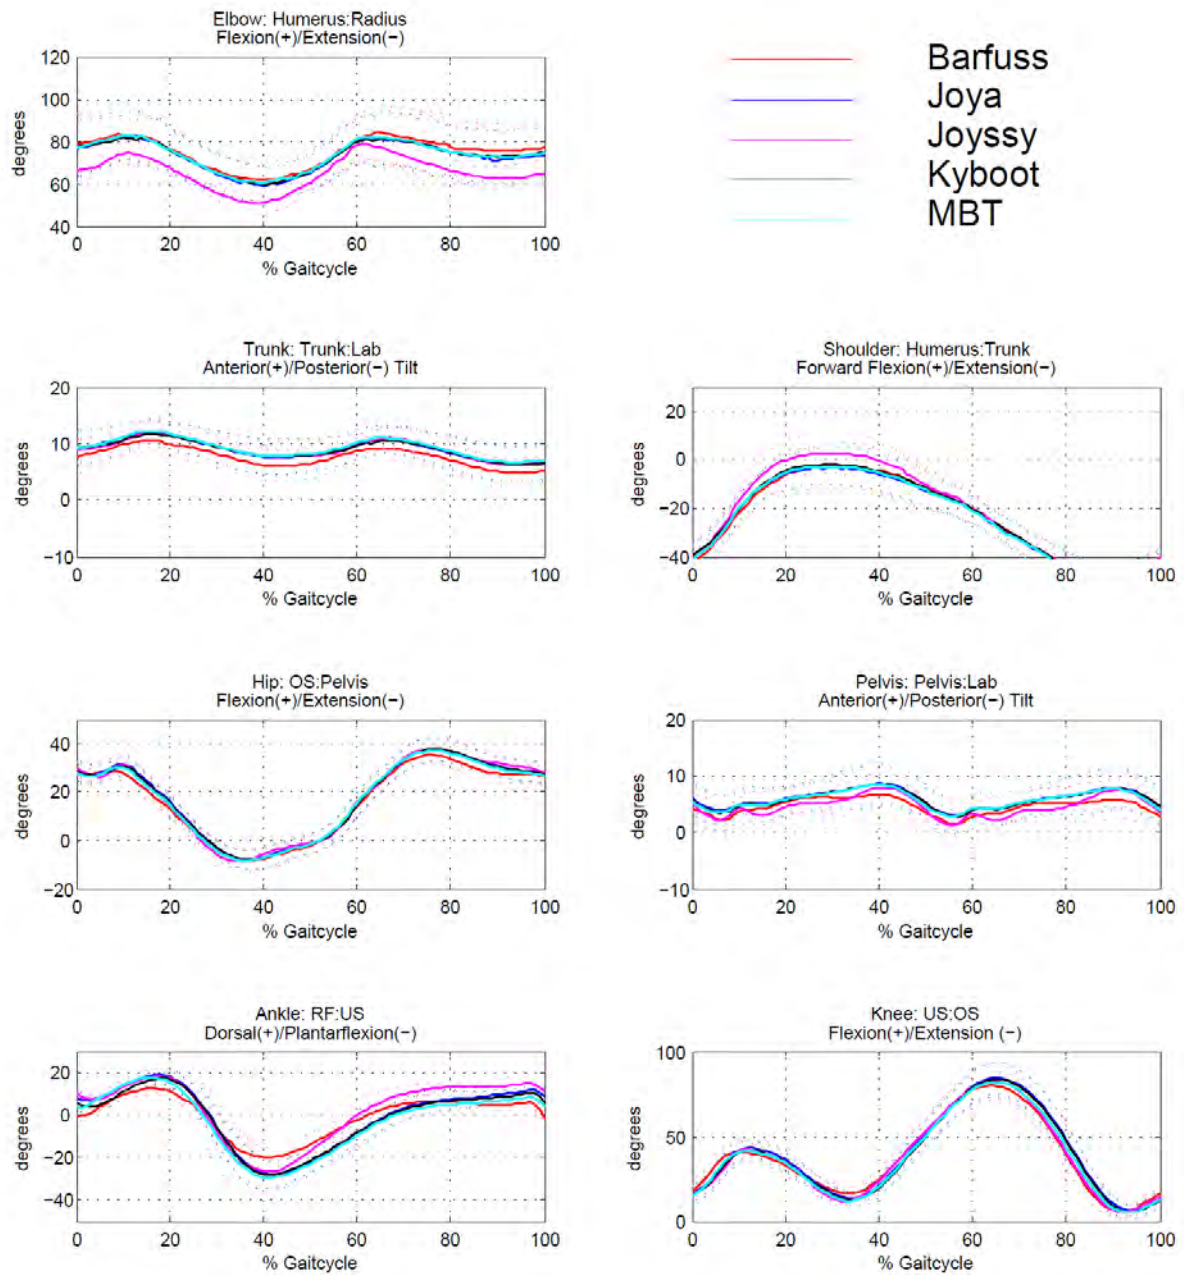 Elbow: Humerus:Radius
Flexion(+)/Extension(−)
120
100
80
60
40
degrees
0 20 40 60 80 100
% Gaitcycle
Barfuss
Joya
Joyssy
Kyboot
MBT
Trunk: Trunk:Lab
Anterior(+)/Posterior(−) Tilt
20
10
0
−10
degrees
0 20 40 60 80 100
% Gaitcycle
Shoulder: Humerus:Trunk
Forward Flexion(+)/Extension(−)
20
0
−20
−40
degrees
0 20 40 60 80 100
% Gaitcycle
Hip: OS:Pelvis
Flexion(+)/Extension(−)
40
20
0
−20
degrees
0 20 40 60 80 100
% Gaitcycle
Pelvis: Pelvis:Lab
Anterior(+)/Posterior(−) Tilt
20
10
0
−10
degrees
0 20 40 60 80 100
% Gaitcycle
Ankle: RF:US
Dorsal(+)/Plantarflexion(−)
20
0
−20
−40
degrees
0 20 40 60 80 100
% Gaitcycle
Knee: US:OS
Flexion(+)/Extension (−)
100
50
0
degrees
0 20 40 60 80 100
% Gaitcycle